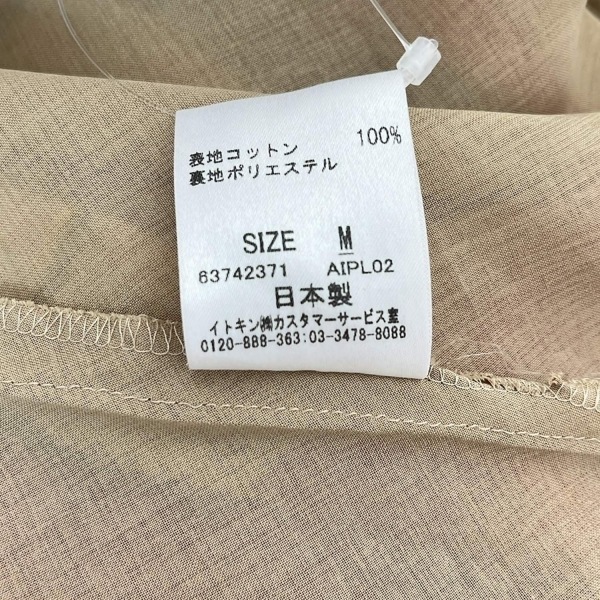 表地コットン 100%
裏地ポリエステル
SIZE M
63742371 AIPL02
日本製
イトキン㈱カスタマーサービス室
0120-888-363:03-3478-8088